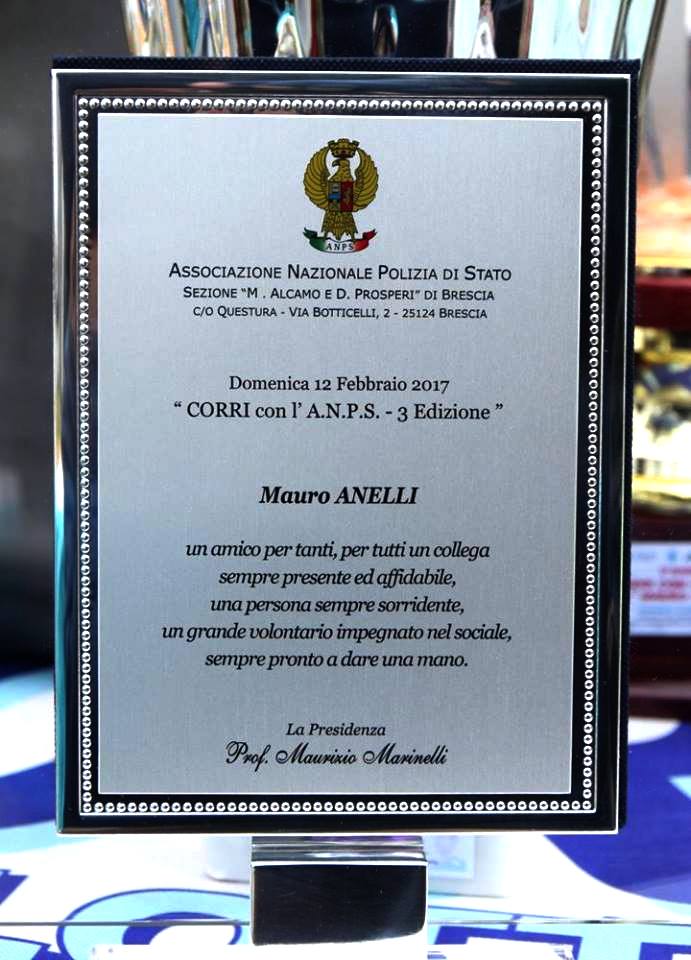 ANPS
ASSOCIAZIONE NAZIONALE POLIZIA DI STATO
SEZIONE "M . ALCAMO E D. PROSPERI" DI BRESCIA
C/O QUESTURA - VIA BOTTICELLI, 2 - 25124 BRESCIA
Domenica 12 Febbraio 2017
“ CORRI con l’ A.N.P.S. - 3 Edizione ”
Mauro ANELLI
un amico per tanti, per tutti un collega
sempre presente ed affidabile,
una persona sempre sorridente,
un grande volontario impegnato nel sociale,
sempre pronto a dare una mano.
La Presidenza
Prof. Maurizio Marinelli